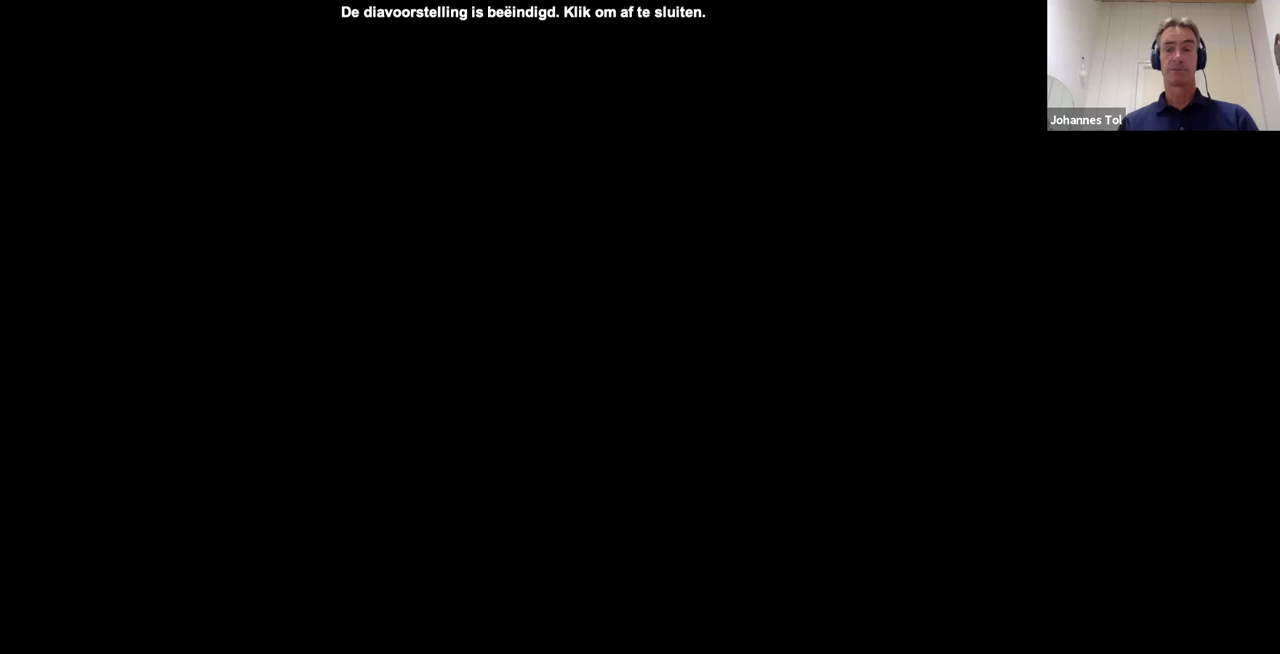 De diavoorstelling is beëindigd. Klik om af te sluiten.
Johannes Tol